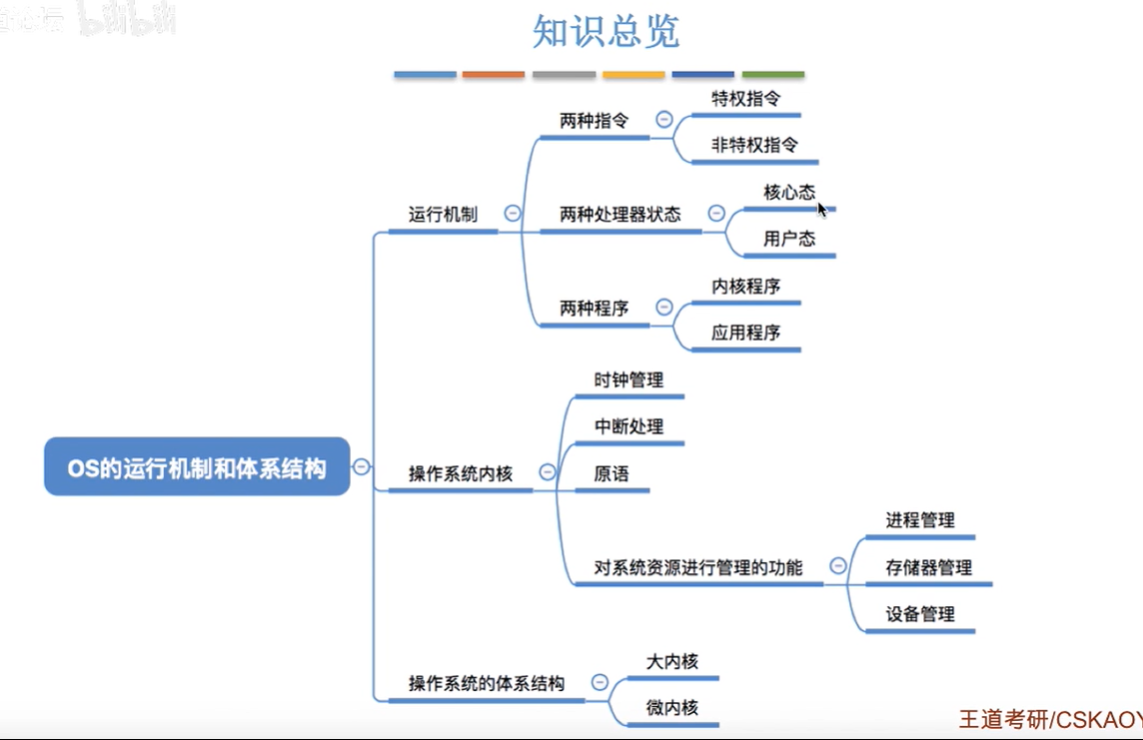 bilibili
知识总览
特权指令
两种指令
非特权指令
核心态
运行机制
两种处理器状态
用户态
内核程序
两种程序
应用程序
时钟管理
中断处理
OS的运行机制和体系结构
操作系统内核
原语
进程管理
对系统资源进行管理的功能
存储器管理
设备管理
大内核
操作系统的体系结构
微内核
王道考研/CSKAOY